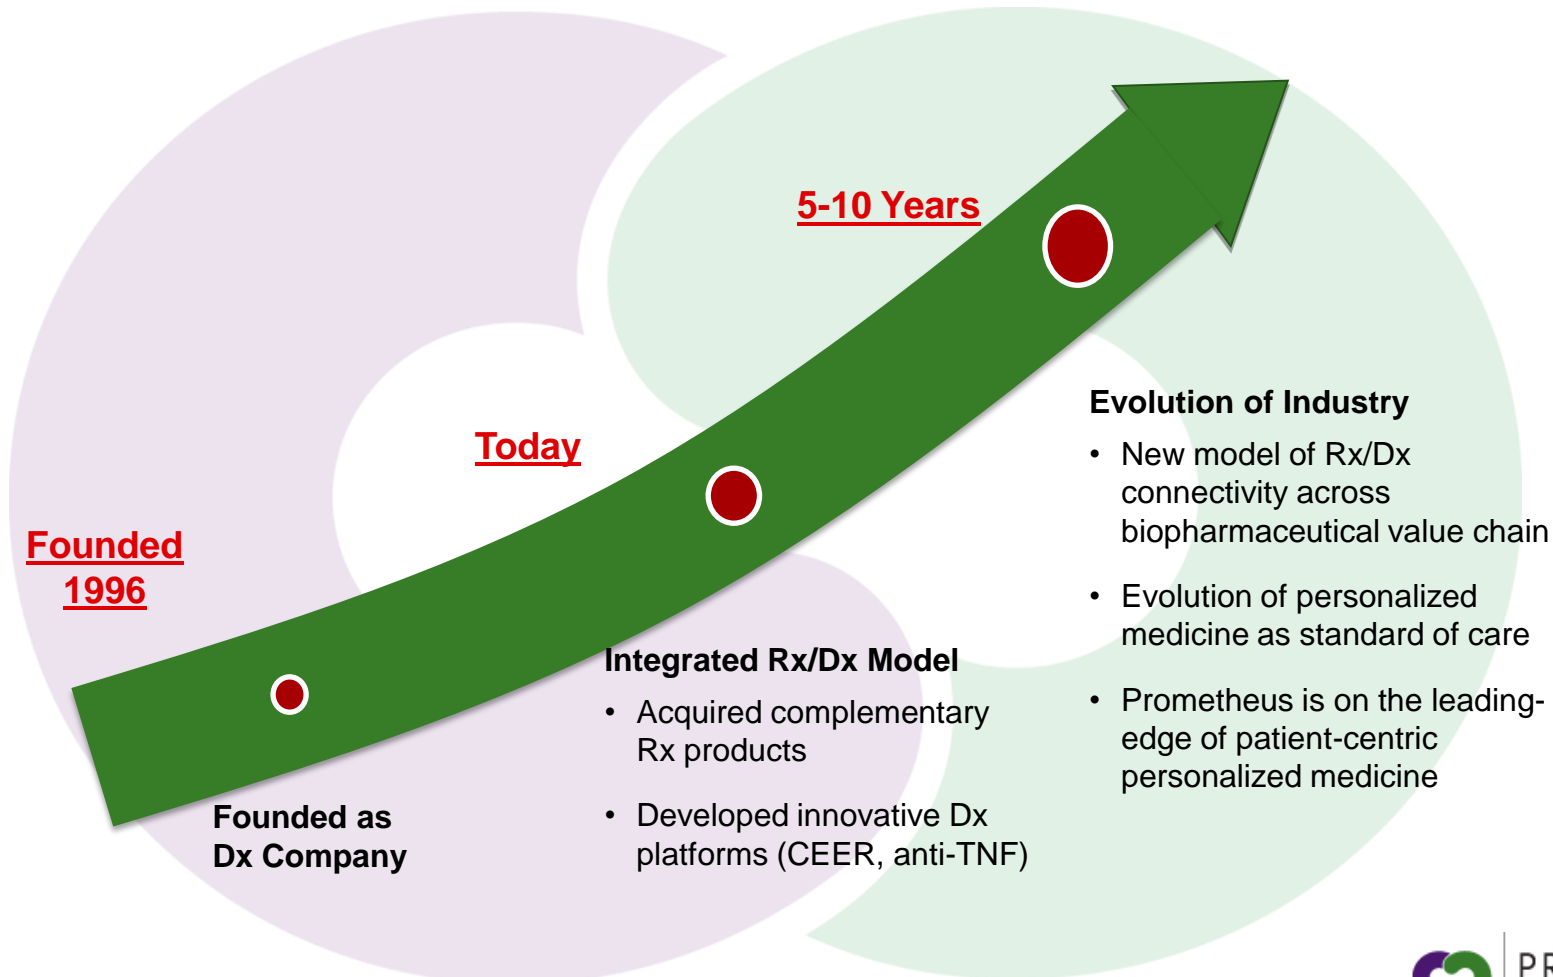 5-10 Years
Today
Founded
1996
Founded as
Dx Company
Integrated Rx/Dx Model
• Acquired complementary
Rx products
• Developed innovative Dx
platforms (CEER, anti-TNF)
Evolution of Industry
• New model of Rx/Dx
connectivity across
biopharmaceutical value chain
• Evolution of personalized
medicine as standard of care
• Prometheus is on the leading-
edge of patient-centric
personalized medicine